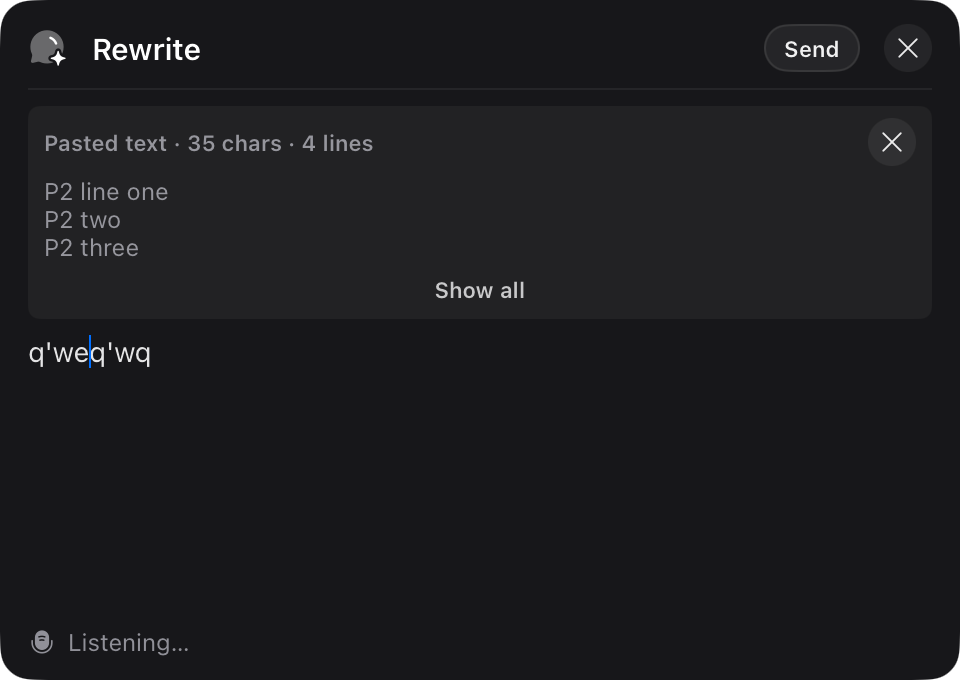 Rewrite
Send
Pasted text · 35 chars · 4 lines
P2 line one
P2 two
P2 three
Show all
q'weq'wq
Listening...